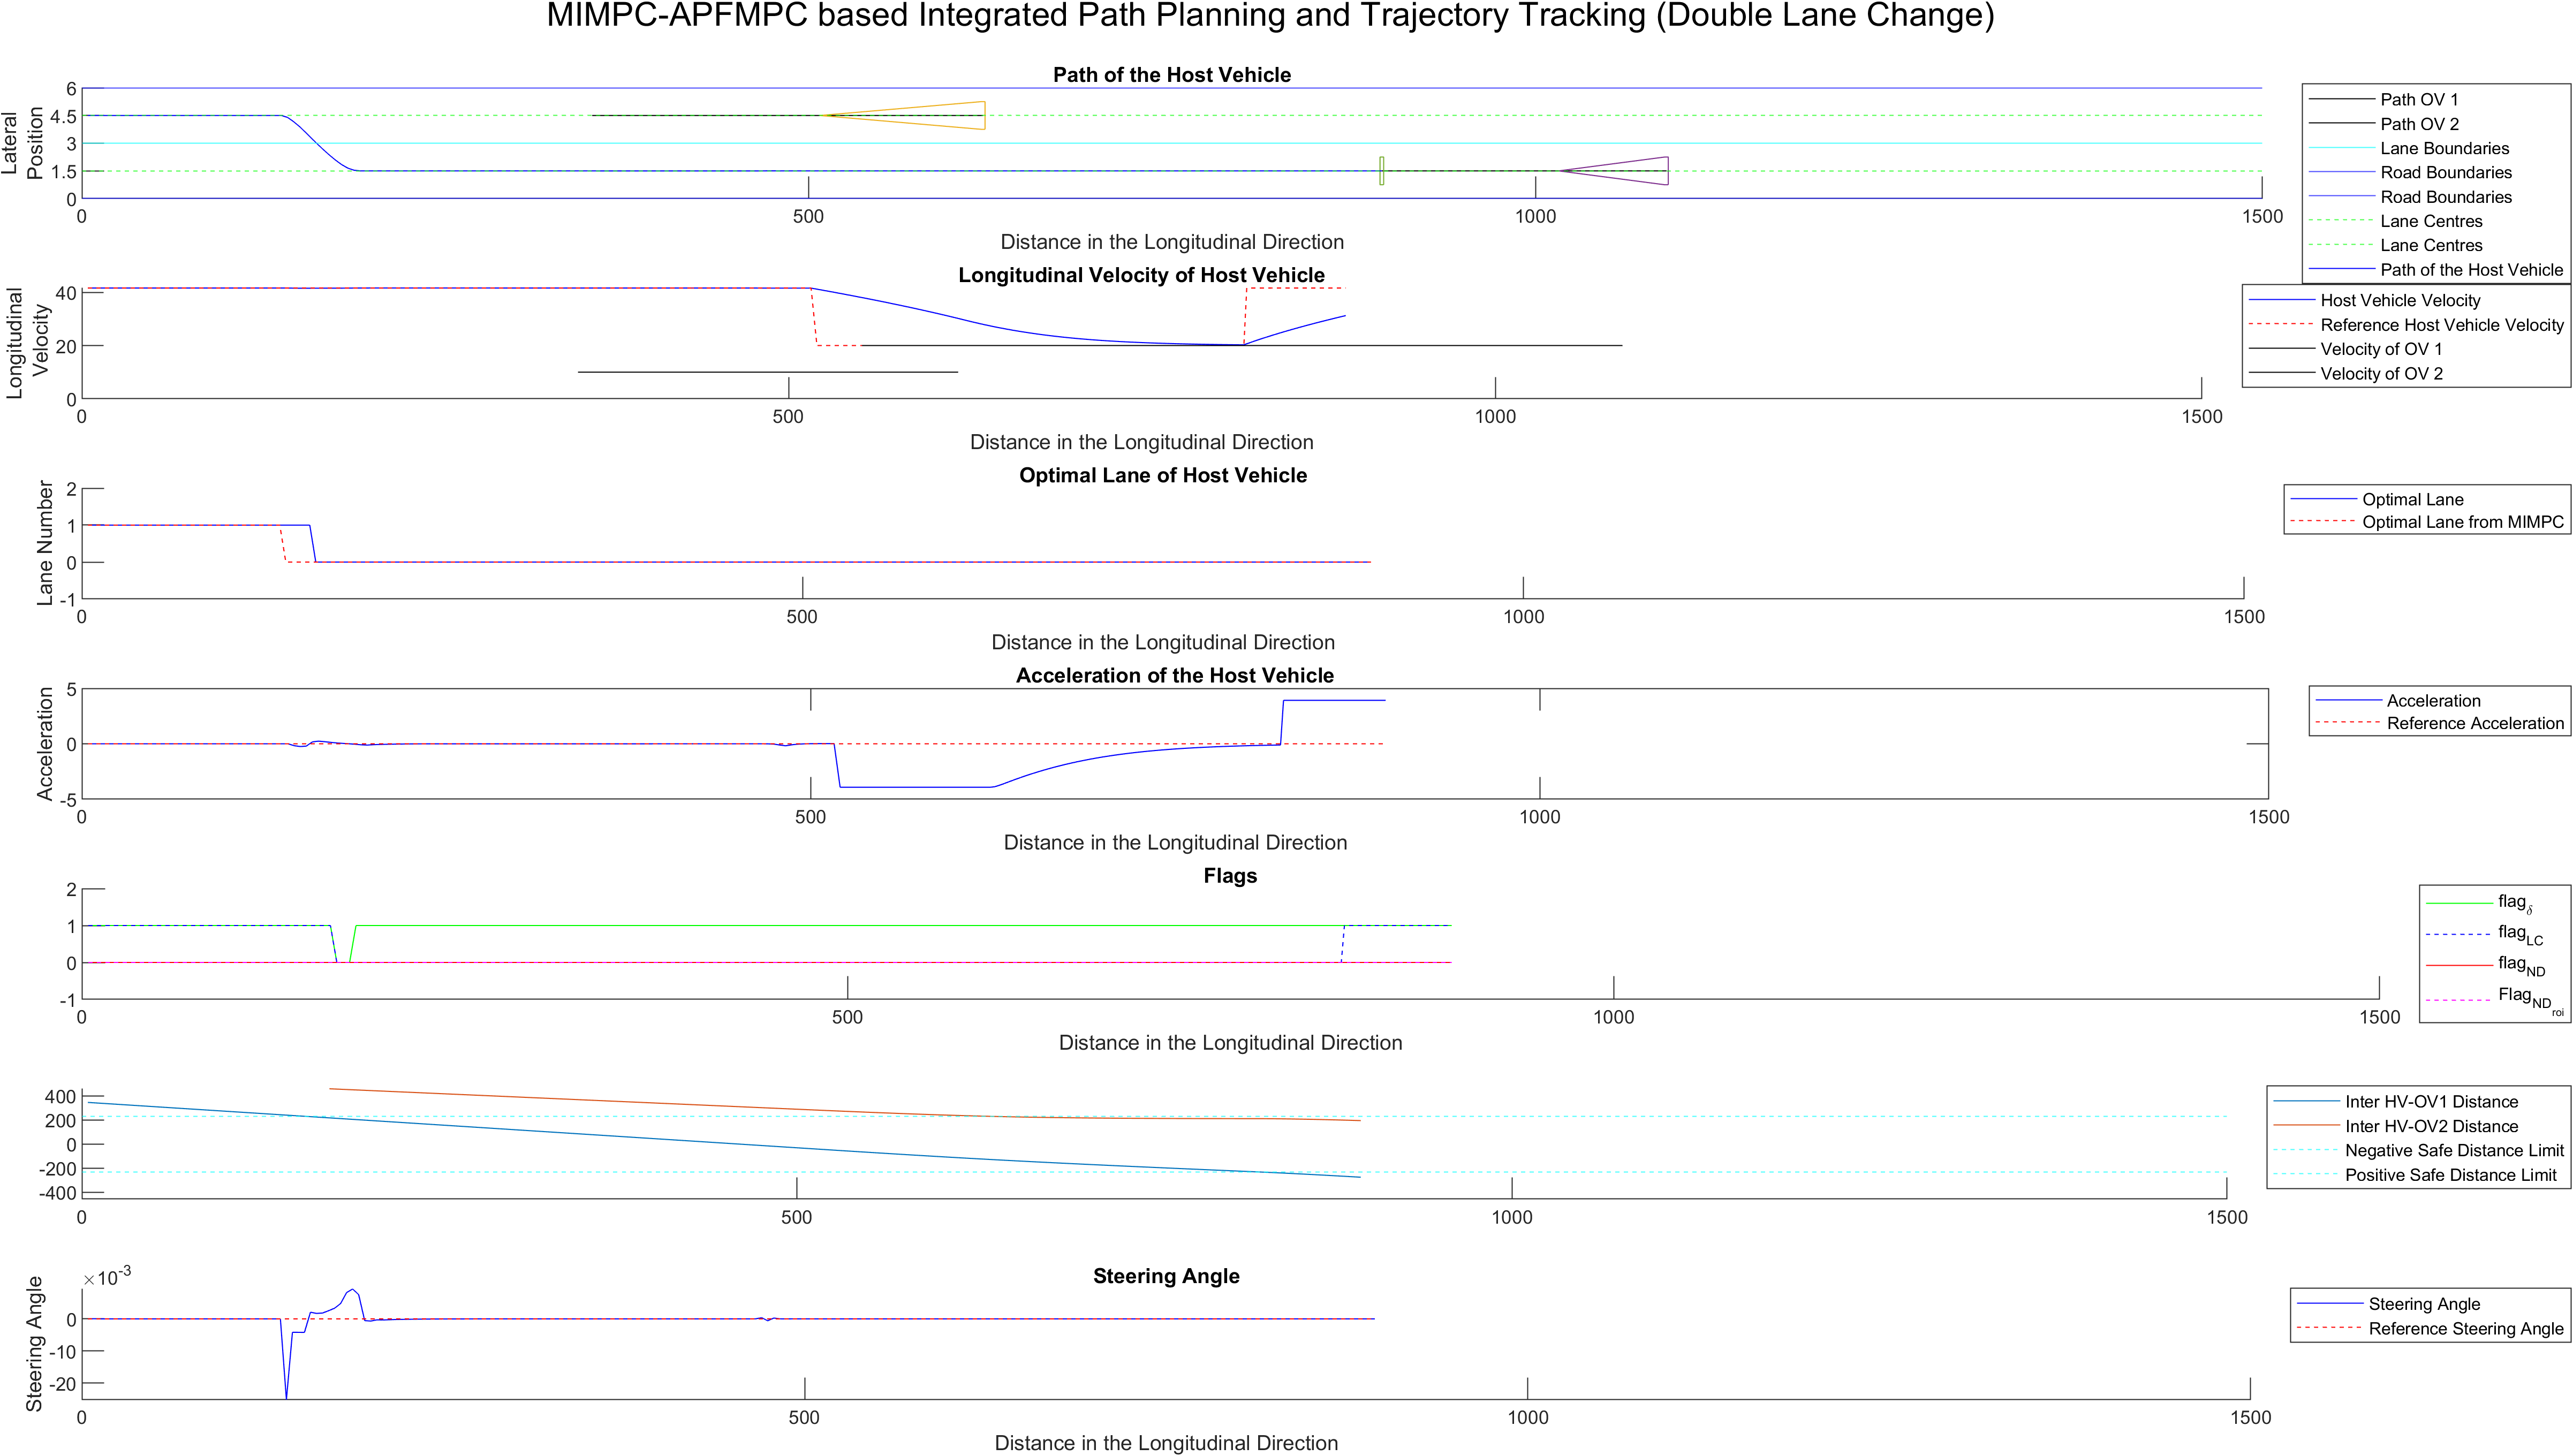 MIMPC-APFMPC based Integrated Path Planning and Trajectory Tracking (Double Lane Change)
Path of the Host Vehicle
Lateral
Position
6
4.5
3
1.5
0
0
500
1000
1500
Distance in the Longitudinal Direction
Path OV 1
Path OV 2
Lane Boundaries
Road Boundaries
Road Boundaries
Lane Centres
Lane Centres
Path of the Host Vehicle
Longitudinal Velocity of Host Vehicle
Longitudinal
Velocity
40
20
0
0
500
1000
1500
Distance in the Longitudinal Direction
Host Vehicle Velocity
Reference Host Vehicle Velocity
Velocity of OV 1
Velocity of OV 2
Optimal Lane of Host Vehicle
Lane Number
2
1
0
-1
0
500
1000
1500
Distance in the Longitudinal Direction
Optimal Lane
Optimal Lane from MIMPC
Acceleration of the Host Vehicle
Acceleration
5
0
-5
0
500
1000
1500
Distance in the Longitudinal Direction
Acceleration
Reference Acceleration
Flags
2
1
0
-1
0
500
1000
1500
Distance in the Longitudinal Direction
flagδ
flagLC
flagND
FlagNDroi
400
200
0
-200
-400
0
500
1000
1500
Inter HV-OV1 Distance
Inter HV-OV2 Distance
Negative Safe Distance Limit
Positive Safe Distance Limit
Steering Angle
×10-3
Steering Angle
0
-10
-20
0
500
1000
1500
Distance in the Longitudinal Direction
Steering Angle
Reference Steering Angle